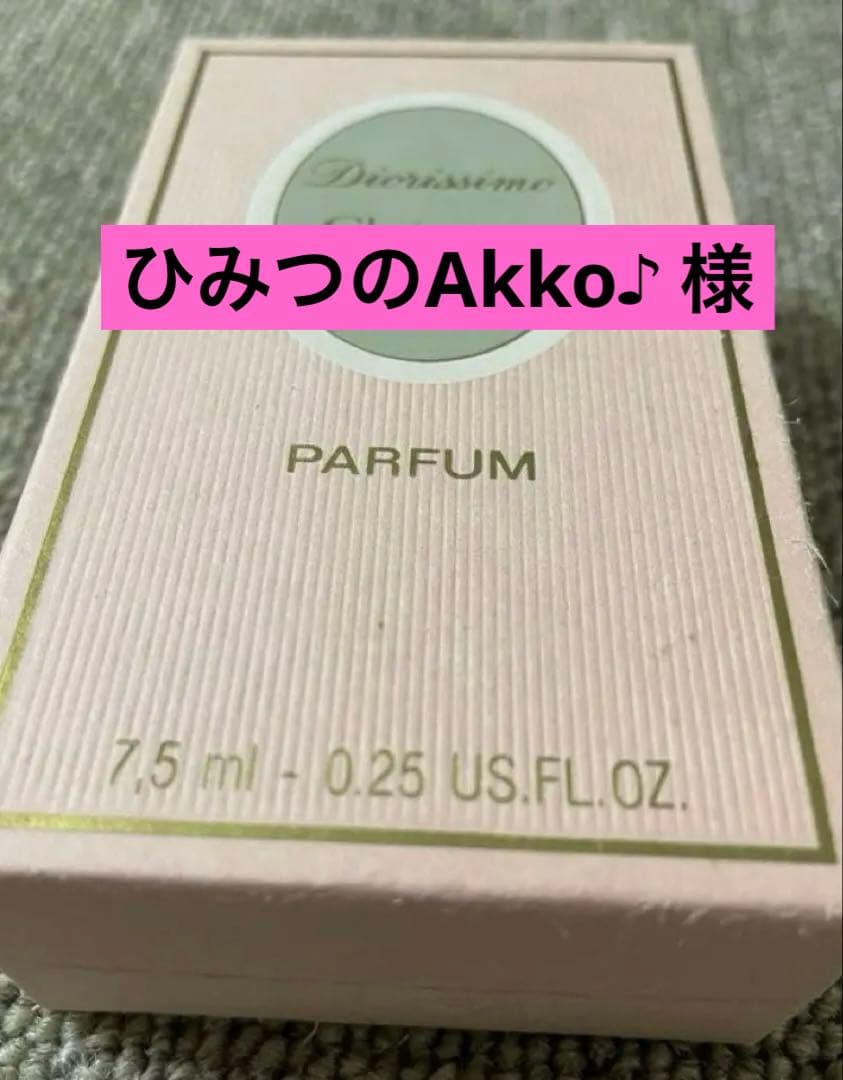 Diorissimo
ひみつのAkko♪ 様
PARFUM
7,5 ml - 0.25 US.FL.OZ.